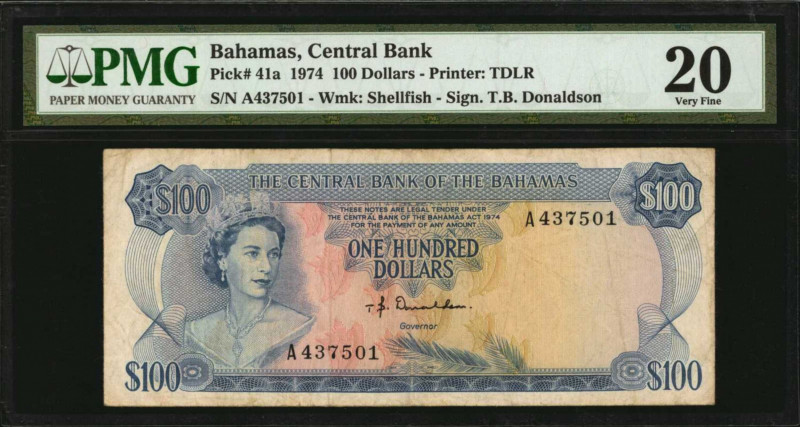 PMG
PAPER MONEY GUARANTY
Bahamas, Central Bank
Pick# 41a 1974 100 Dollars - Printer: TDLR
S/N A437501 - Wmk: Shellfish - Sign. T.B. Donaldson
20
Very Fine
$100
THE CENTRAL BANK OF THE BAHAMAS
$100
THESE NOTES ARE LEGAL TENDER UNDER
THE CENTRAL BANK OF THE BAHAMAS ACT 1974
FOR THE PAYMENT OF ANY AMOUNT
A437501
ONE HUNDRED
DOLLARS
T. B. Donaldson.
Governor
A437501
$100
$100